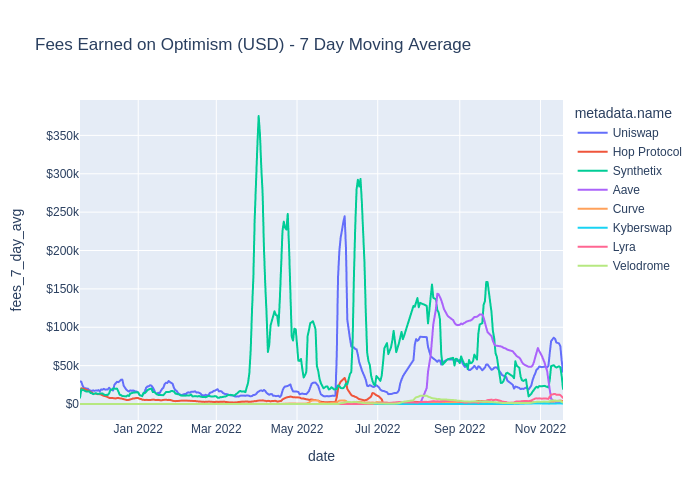 Fees Earned on Optimism (USD) - 7 Day Moving Average
metadata.name
Uniswap
Hop Protocol
Synthetix
Aave
Curve
Kyberswap
Lyra
Velodrome
fees_7_day_avg
$350k
$300k
$250k
$200k
$150k
$100k
$50k
$0
Jan 2022 Mar 2022 May 2022 Jul 2022 Sep 2022 Nov 2022
date